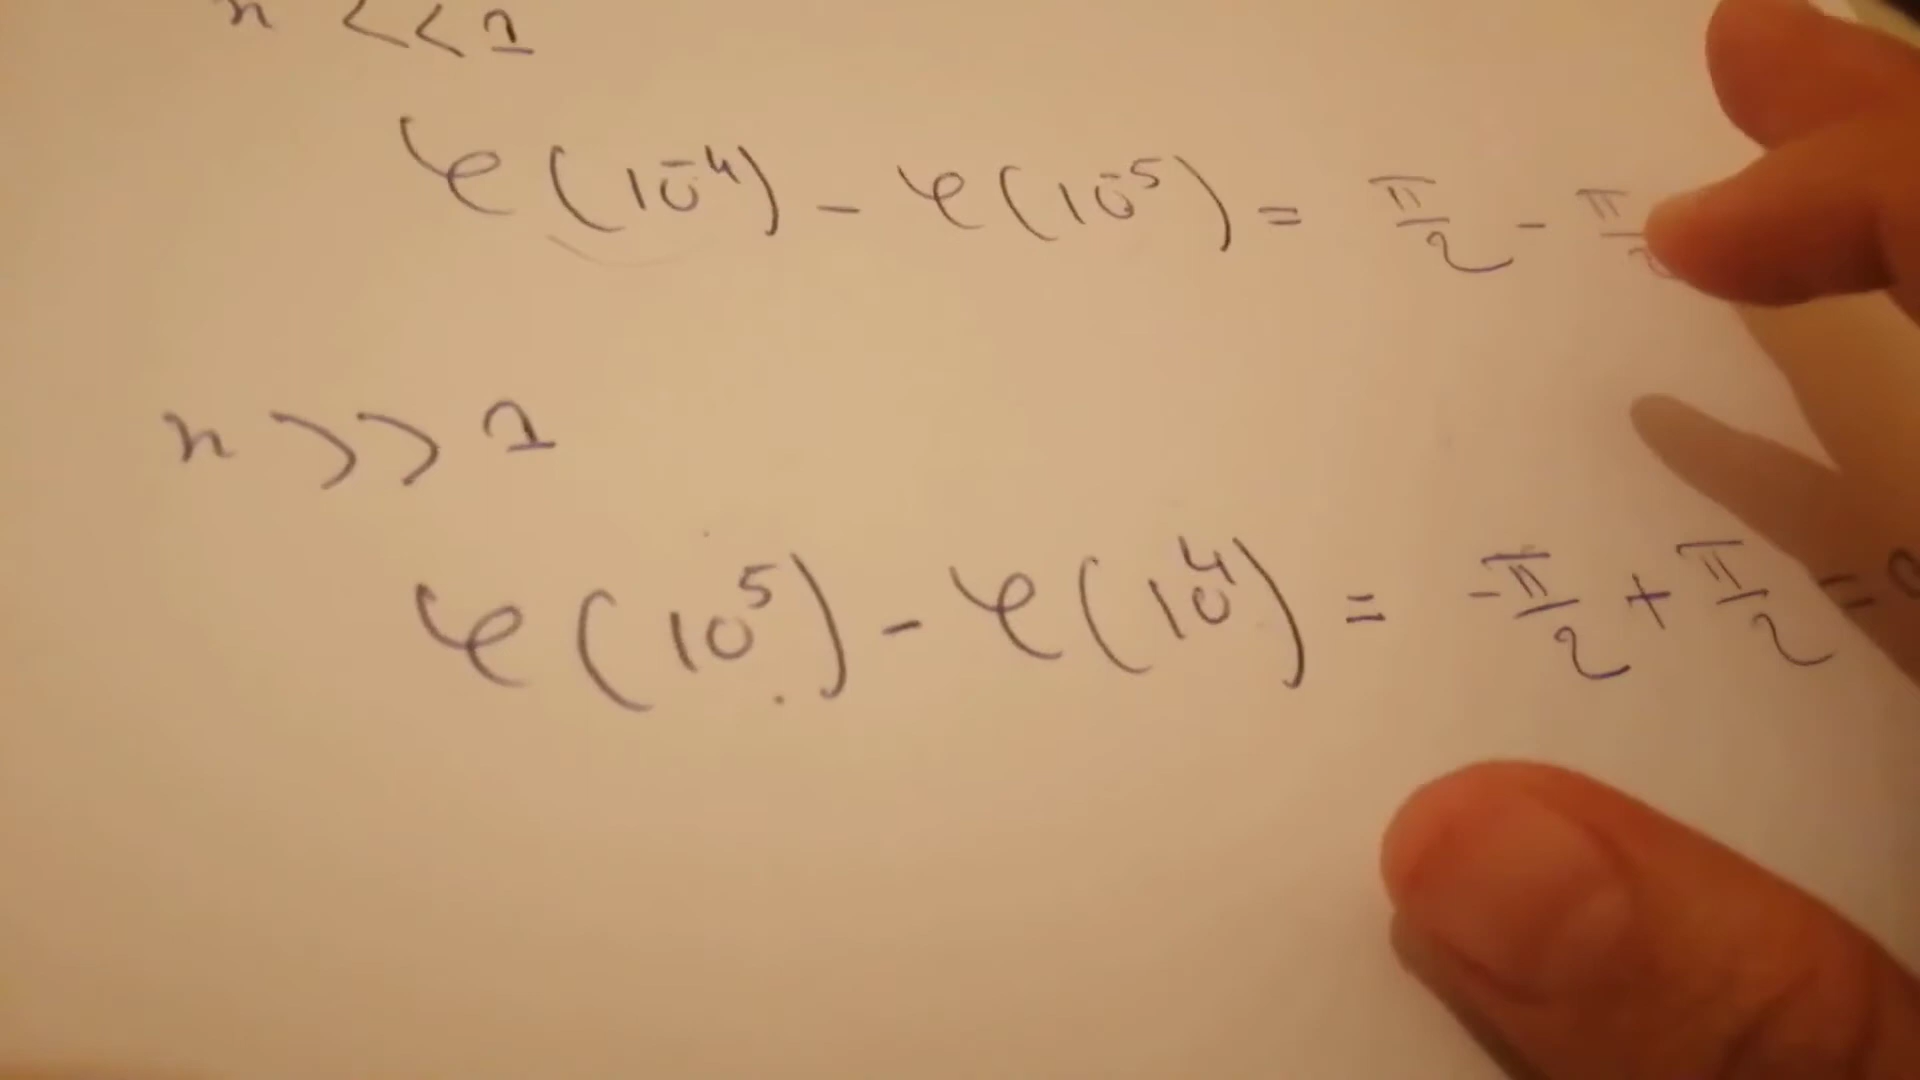 x << 1
φ(10⁻⁴) - φ(10⁻⁵) = π/2 - π/2
x >> 1
φ(10⁵) - φ(10⁴) = -π/2 + π/2 = 0